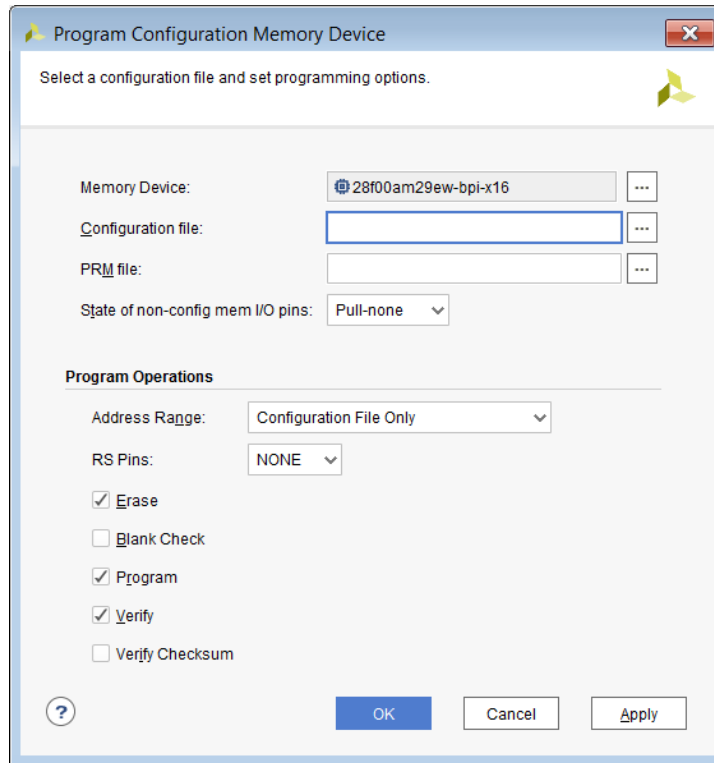 Program Configuration Memory Device
Select a configuration file and set programming options.
Memory Device: 28f00am29ew-bpi-x16 ...
Configuration file: ...
PRM file: ...
State of non-config mem I/O pins: Pull-none
Program Operations
Address Range: Configuration File Only
RS Pins: NONE
Erase
Blank Check
Program
Verify
Verify Checksum
? OK Cancel Apply